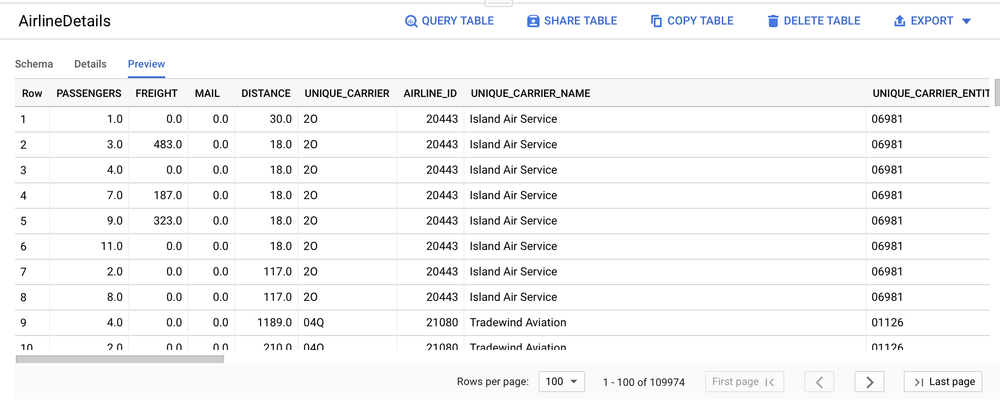 AirlineDetails QUERY TABLE SHARE TABLE COPY TABLE DELETE TABLE EXPORT
Schema Details Preview
Row PASSENGERS FREIGHT MAIL DISTANCE UNIQUE_CARRIER AIRLINE_ID UNIQUE_CARRIER_NAME UNIQUE_CARRIER_ENTIT
1 1.0 0.0 0.0 30.0 2O 20443 Island Air Service 06981
2 3.0 483.0 0.0 18.0 2O 20443 Island Air Service 06981
3 4.0 0.0 0.0 18.0 2O 20443 Island Air Service 06981
4 7.0 187.0 0.0 18.0 2O 20443 Island Air Service 06981
5 9.0 323.0 0.0 18.0 2O 20443 Island Air Service 06981
6 11.0 0.0 0.0 18.0 2O 20443 Island Air Service 06981
7 2.0 0.0 0.0 117.0 2O 20443 Island Air Service 06981
8 8.0 0.0 0.0 117.0 2O 20443 Island Air Service 06981
9 4.0 0.0 0.0 1189.0 04Q 21080 Tradewind Aviation 01126
10 2.0 0.0 0.0 210.0 04Q 21080 Tradewind Aviation 01126
Rows per page: 100 1 - 100 of 109974 First page Last page